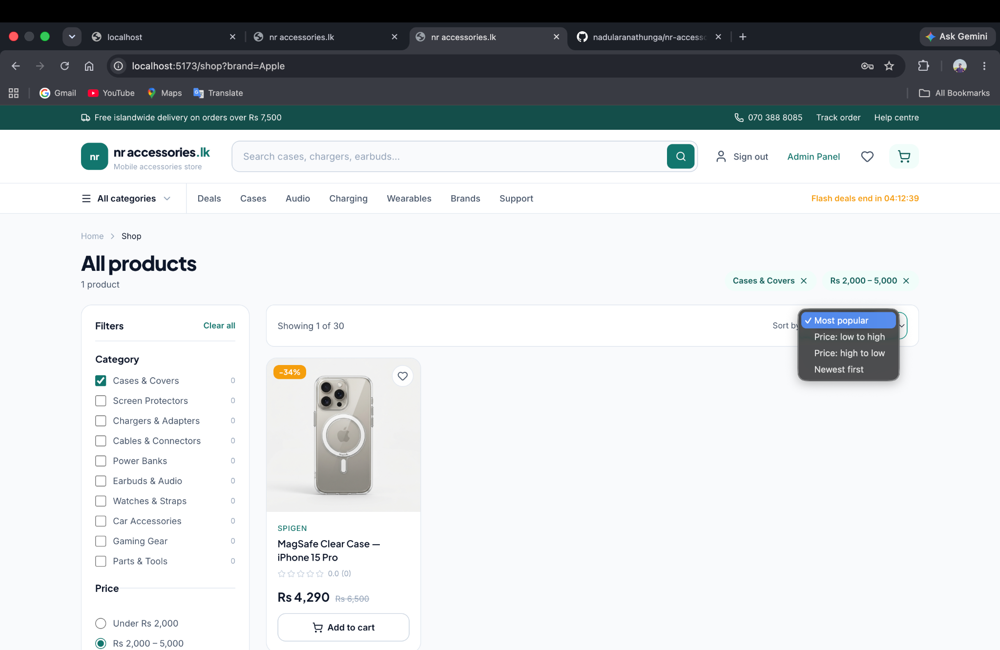 localhost
nr accessories.lk
nr accessories.lk
nadularanathunga/nr-accesso
Ask Gemini
localhost:5173/shop?brand=Apple
Gmail
YouTube
Maps
Translate
All Bookmarks
Free islandwide delivery on orders over Rs 7,500
070 388 8085
Track order
Help centre
nr
nr accessories.lk
Mobile accessories store
Search cases, chargers, earbuds...
Sign out
Admin Panel
All categories
Deals
Cases
Audio
Charging
Wearables
Brands
Support
Flash deals end in 04:12:39
Home
Shop
All products
1 product
Cases & Covers
Rs 2,000 – 5,000
Filters
Clear all
Showing 1 of 30
Sort by
Most popular
Price: low to high
Price: high to low
Newest first
Category
Cases & Covers 0
Screen Protectors 0
Chargers & Adapters 0
Cables & Connectors 0
Power Banks 0
Earbuds & Audio 0
Watches & Straps 0
Car Accessories 0
Gaming Gear 0
Parts & Tools 0
Price
Under Rs 2,000
Rs 2,000 – 5,000
-34%
MagSafe
SPIGEN
MagSafe Clear Case —
iPhone 15 Pro
0.0 (0)
Rs 4,290 Rs 6,500
Add to cart